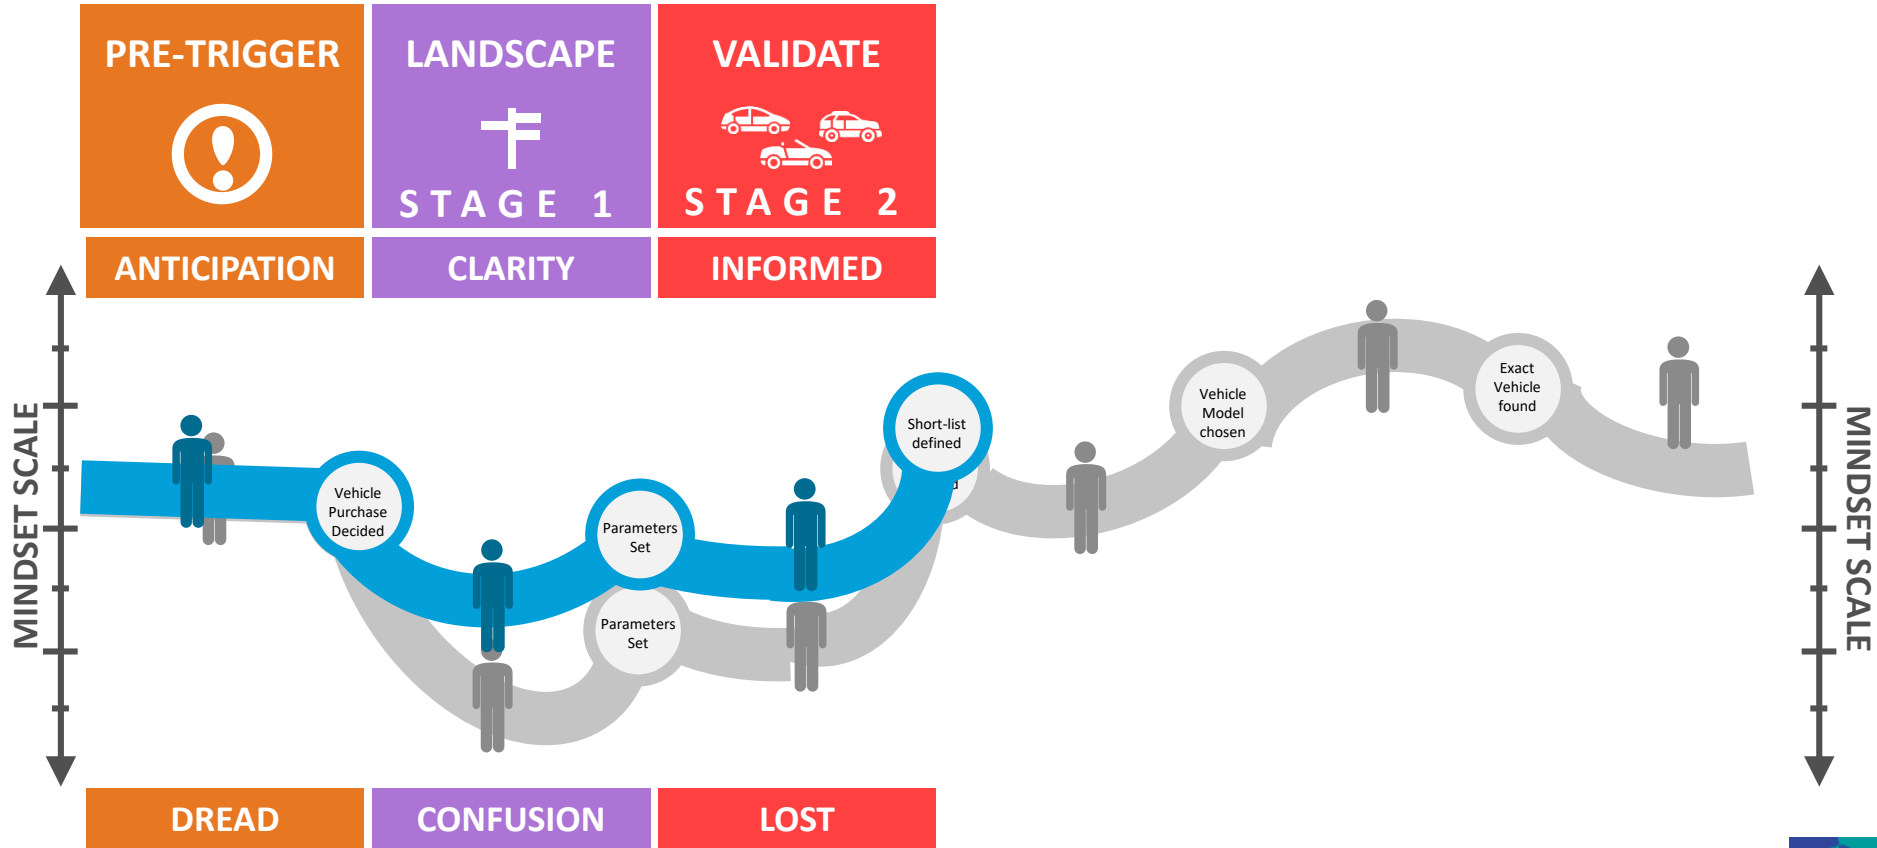 PRE-TRIGGER
LANDSCAPE
VALIDATE
STAGE 1
STAGE 2
ANTICIPATION
CLARITY
INFORMED
MINDSET SCALE
Vehicle
Purchase
Decided
Parameters
Set
Parameters
Set
Short-list
defined
Vehicle
Model
chosen
Exact
Vehicle
found
MINDSET SCALE
DREAD
CONFUSION
LOST